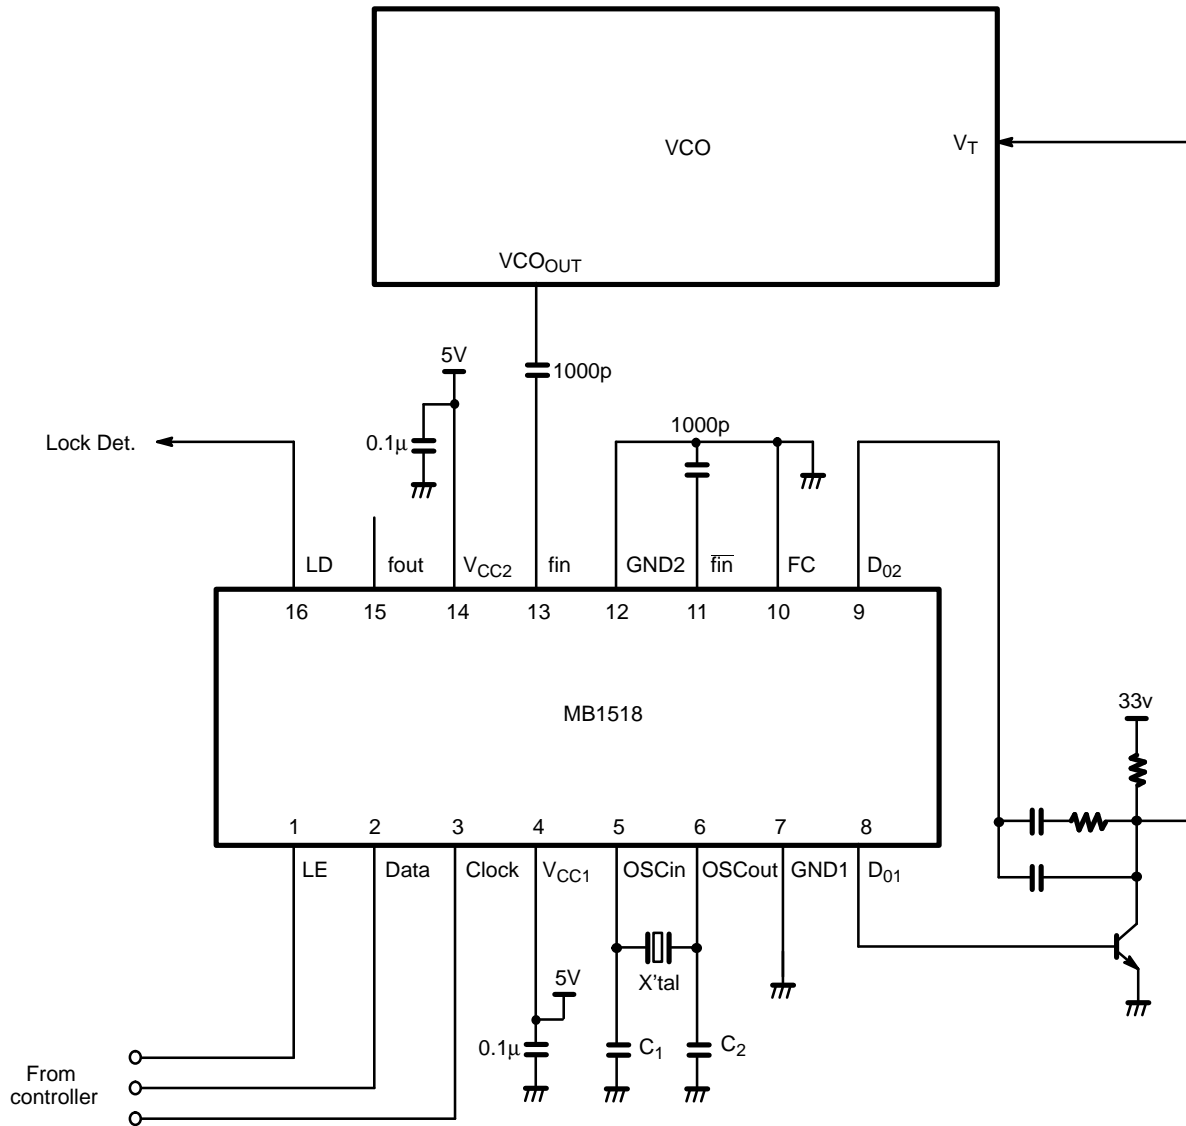 VCO
VT
VCOOUT
5V
1000p
0.1μ
1000p
Lock Det.
LD
fout
VCC2
fin
GND2
fin
FC
D02
16
15
14
13
12
11
10
9
MB1518
33v
1
2
3
4
5
6
7
8
LE
Data
Clock
VCC1
OSCin
OSCout
GND1
D01
X'tal
5V
0.1μ
C1
C2
From
controller